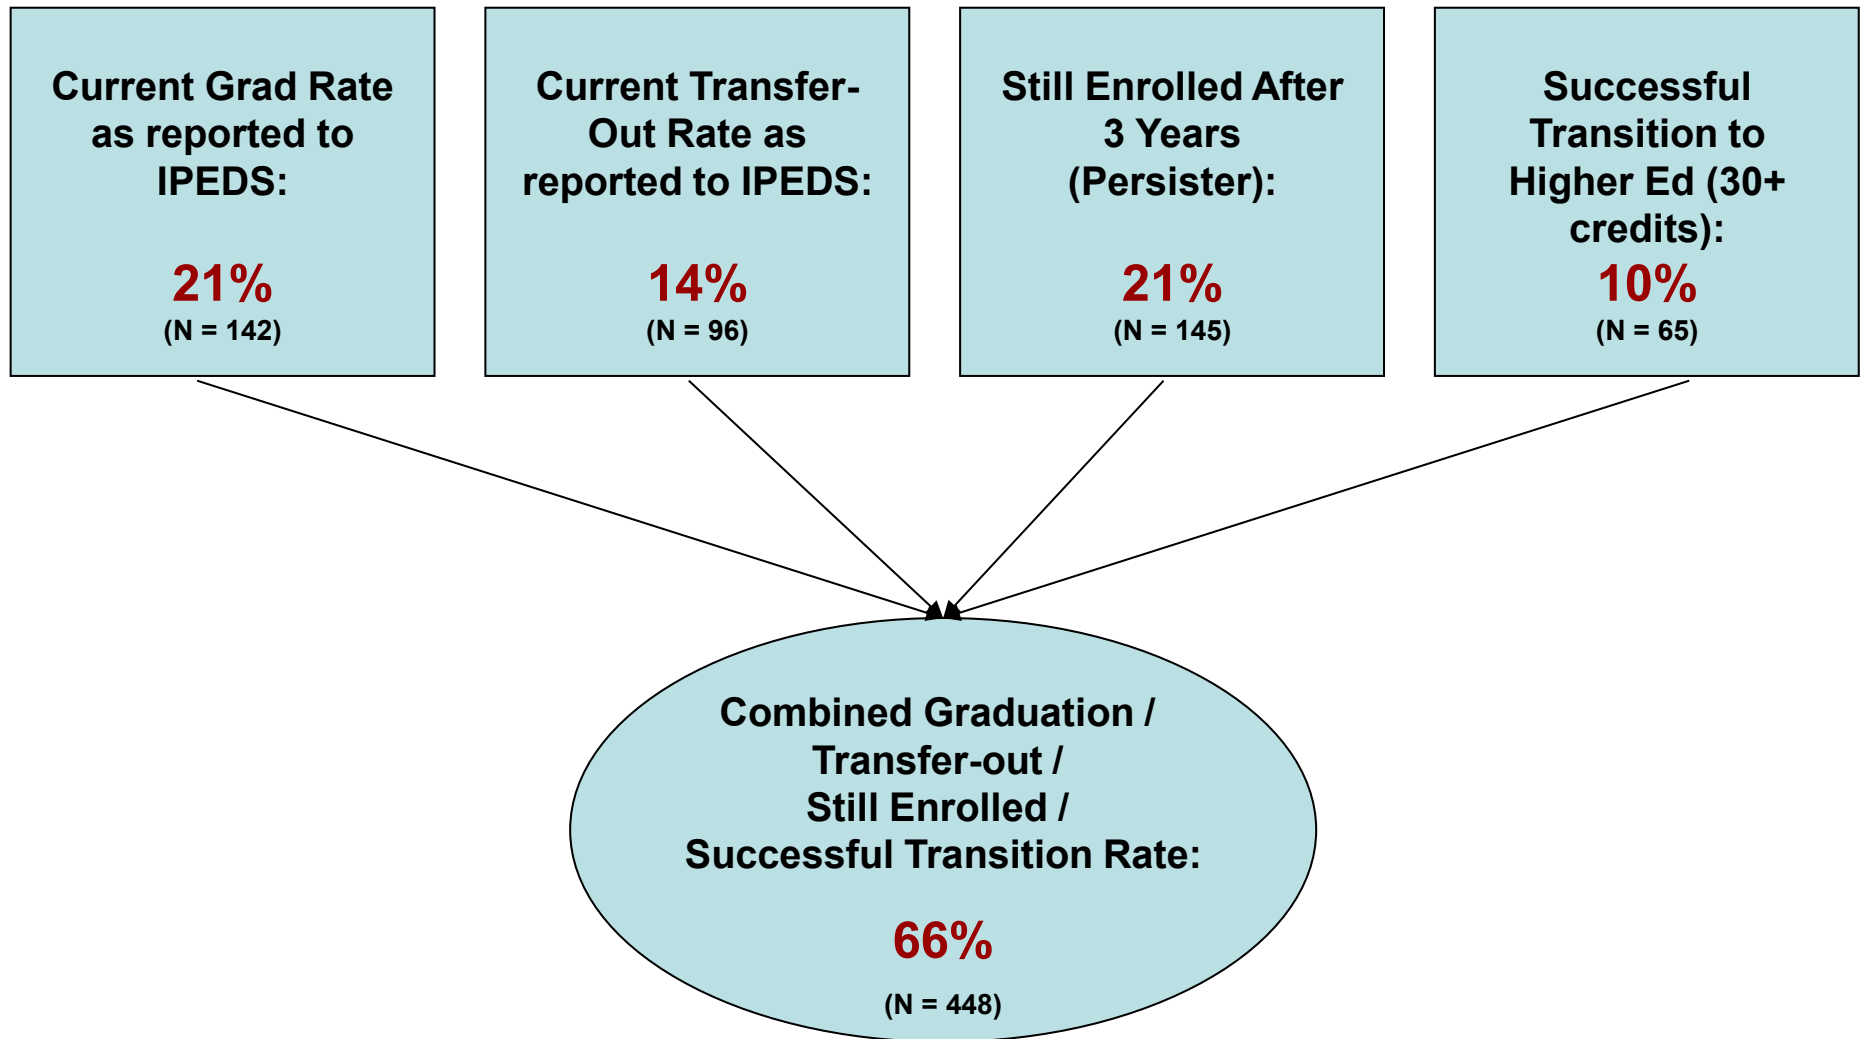 Current Grad Rate
as reported to
IPEDS:
21%
(N = 142)
Current Transfer-
Out Rate as
reported to IPEDS:
14%
(N = 96)
Still Enrolled After
3 Years
(Persister):
21%
(N = 145)
Successful
Transition to
Higher Ed (30+
credits):
10%
(N = 65)
Combined Graduation /
Transfer-out /
Still Enrolled /
Successful Transition Rate:
66%
(N = 448)